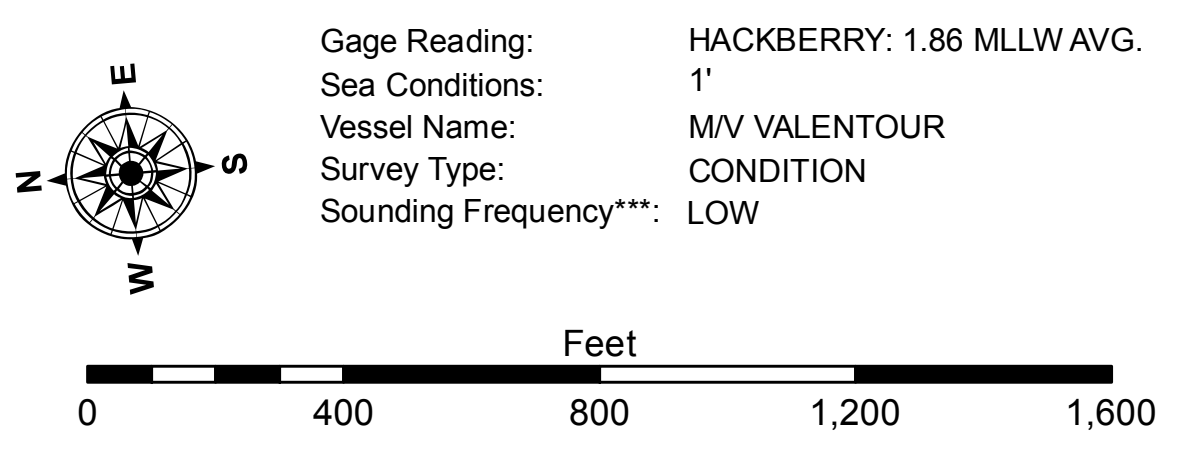 E
N
S
W
Gage Reading: HACKBERRY: 1.86 MLLW AVG.
Sea Conditions: 1'
Vessel Name: M/V VALENTOUR
Survey Type: CONDITION
Sounding Frequency***: LOW
Feet
0 400 800 1,200 1,600